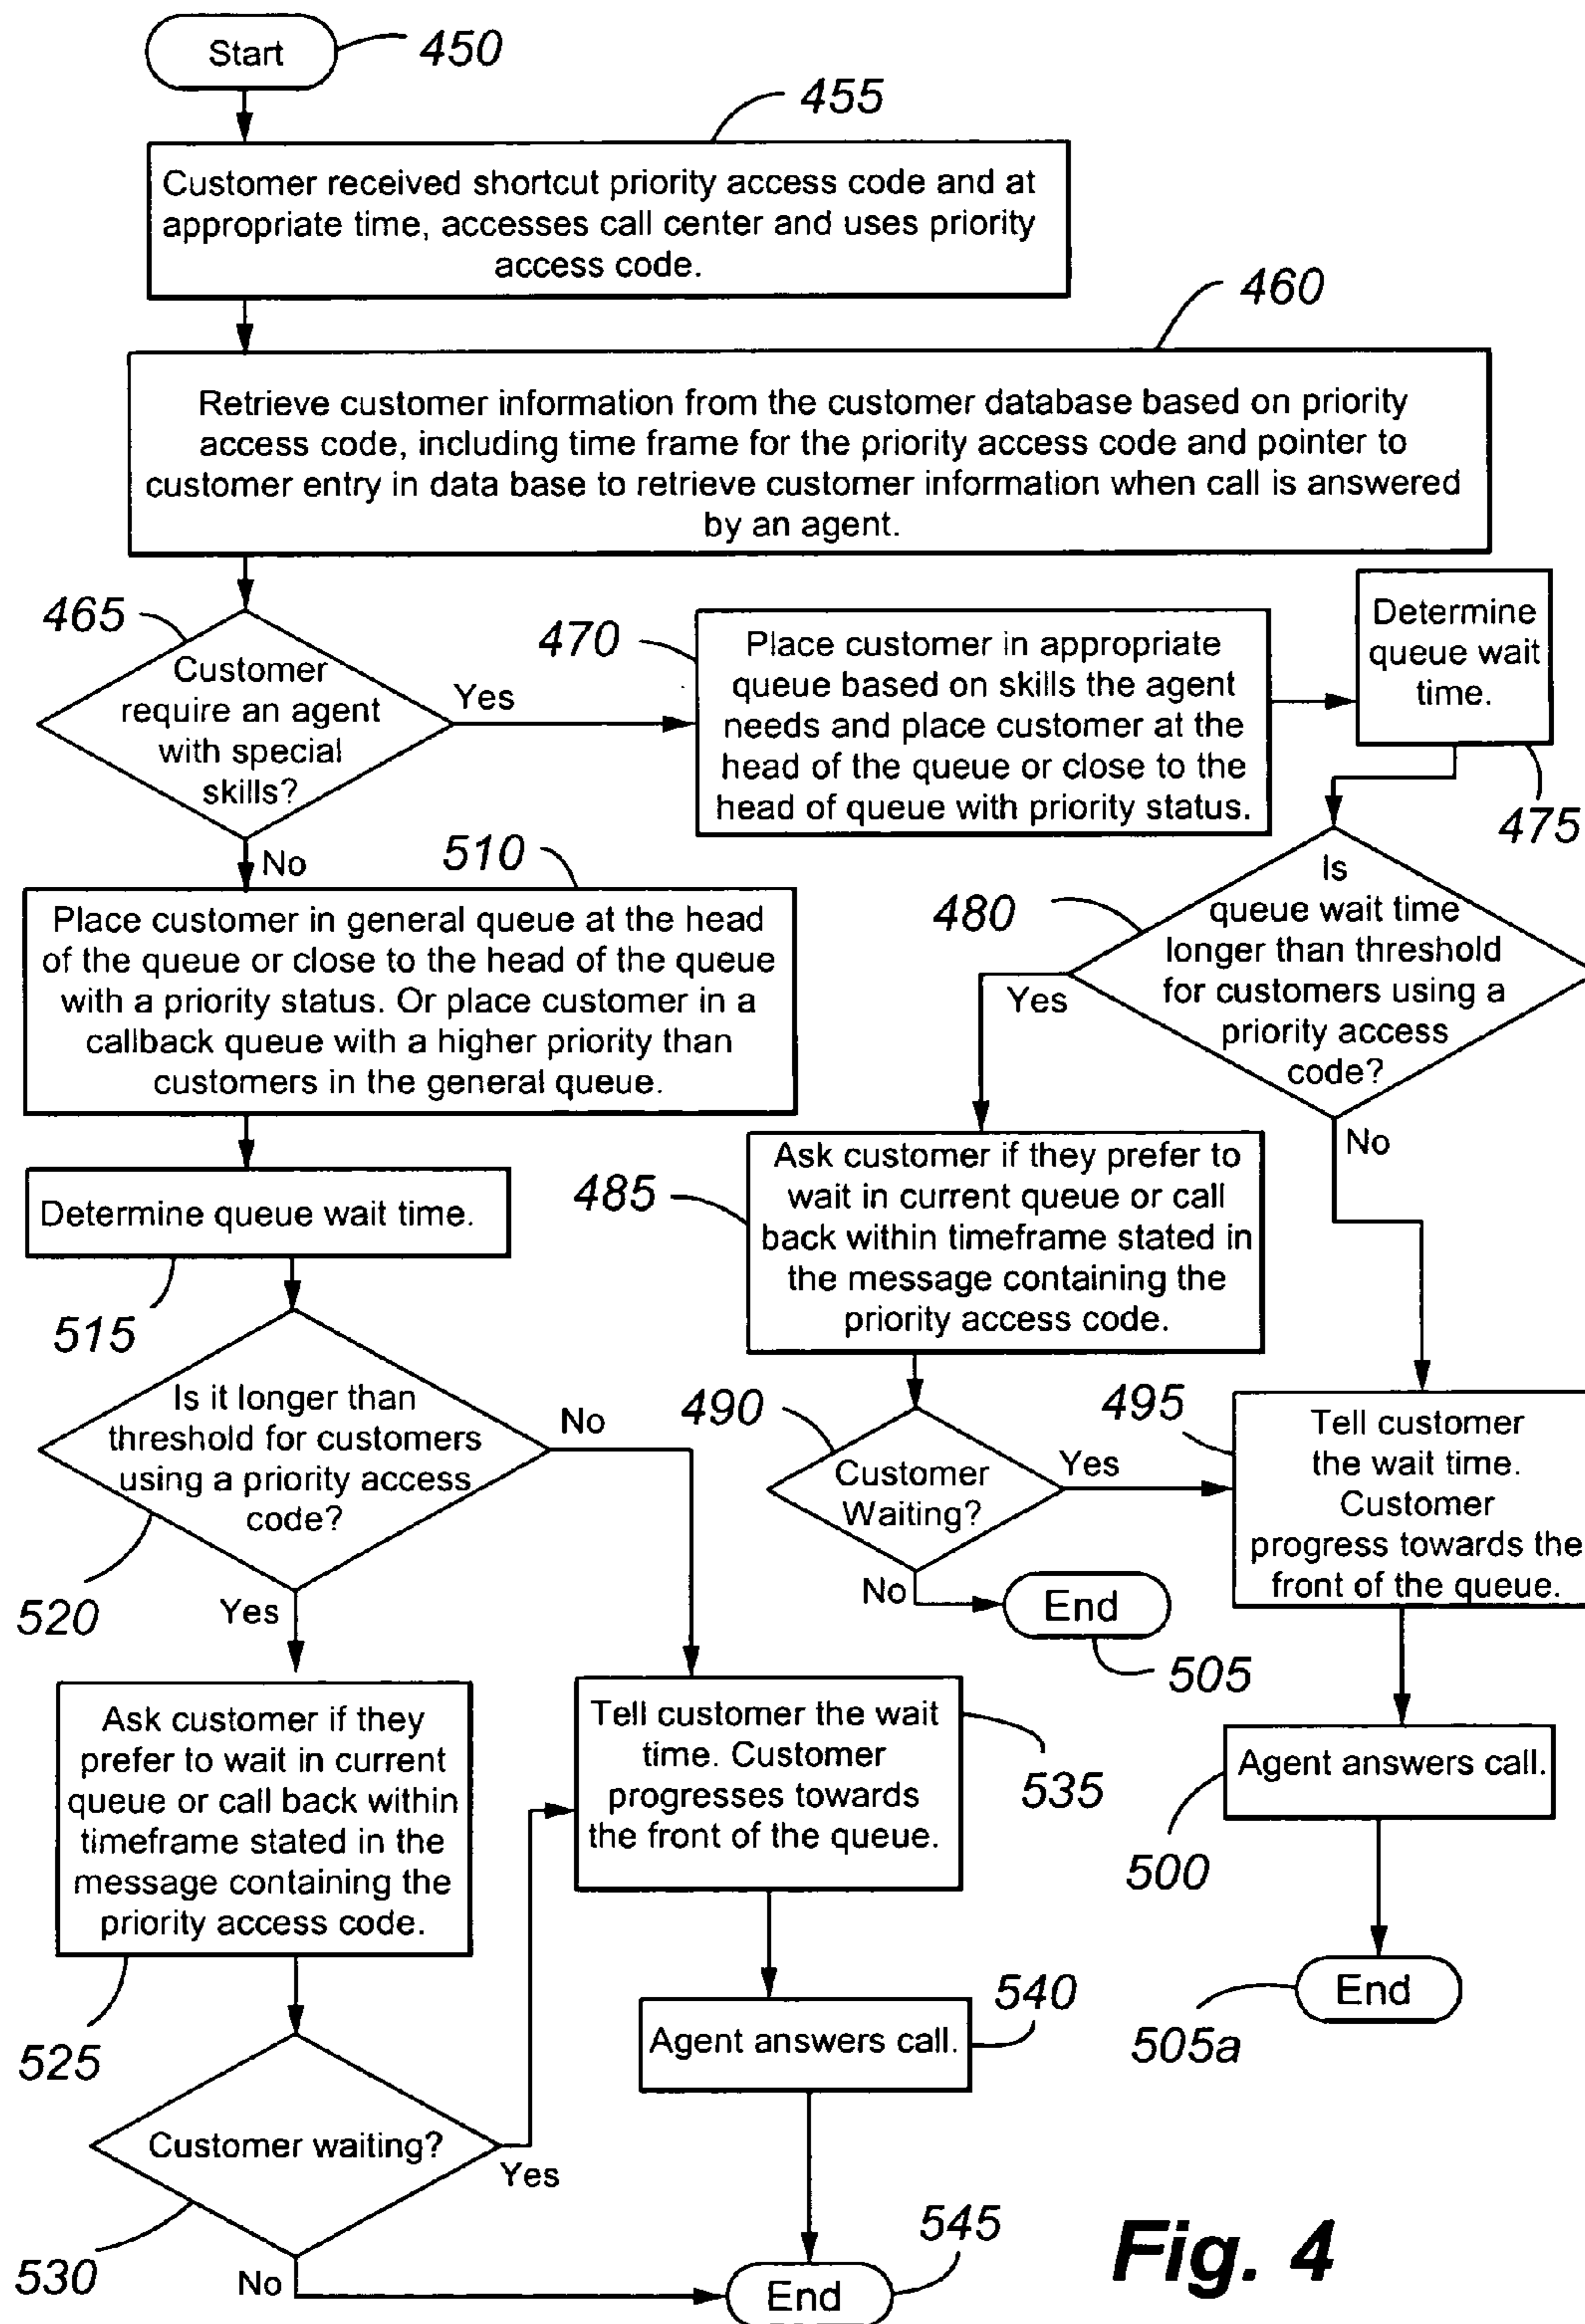 Start
450
455
Customer received shortcut priority access code and at
appropriate time, accesses call center and uses priority
access code.
460
Retrieve customer information from the customer database based on priority
access code, including time frame for the priority access code and pointer to
customer entry in data base to retrieve customer information when call is answered
by an agent.
465
Customer
require an agent
with special
skills?
Yes
No
470
Place customer in appropriate
queue based on skills the agent
needs and place customer at the
head of the queue or close to the
head of queue with priority status.
Determine
queue wait
time.
475
480
Is
queue wait time
longer than threshold
for customers using a
priority access
code?
Yes
No
485
Ask customer if they prefer to
wait in current queue or call
back within timeframe stated in
the message containing the
priority access code.
490
Customer
Waiting?
Yes
No
End
505
495
Tell customer
the wait time.
Customer
progress towards the
front of the queue.
Agent answers call.
500
End
505a
510
Place customer in general queue at the head
of the queue or close to the head of the queue
with a priority status. Or place customer in a
callback queue with a higher priority than
customers in the general queue.
Determine queue wait time.
515
Is it longer than
threshold for customers
using a priority access
code?
520
No
Yes
Ask customer if they
prefer to wait in current
queue or call back within
timeframe stated in the
message containing the
priority access code.
525
Customer waiting?
530
Yes
No
Tell customer the wait
time. Customer
progresses towards
the front of the queue.
535
Agent answers call.
540
End
545
Fig. 4